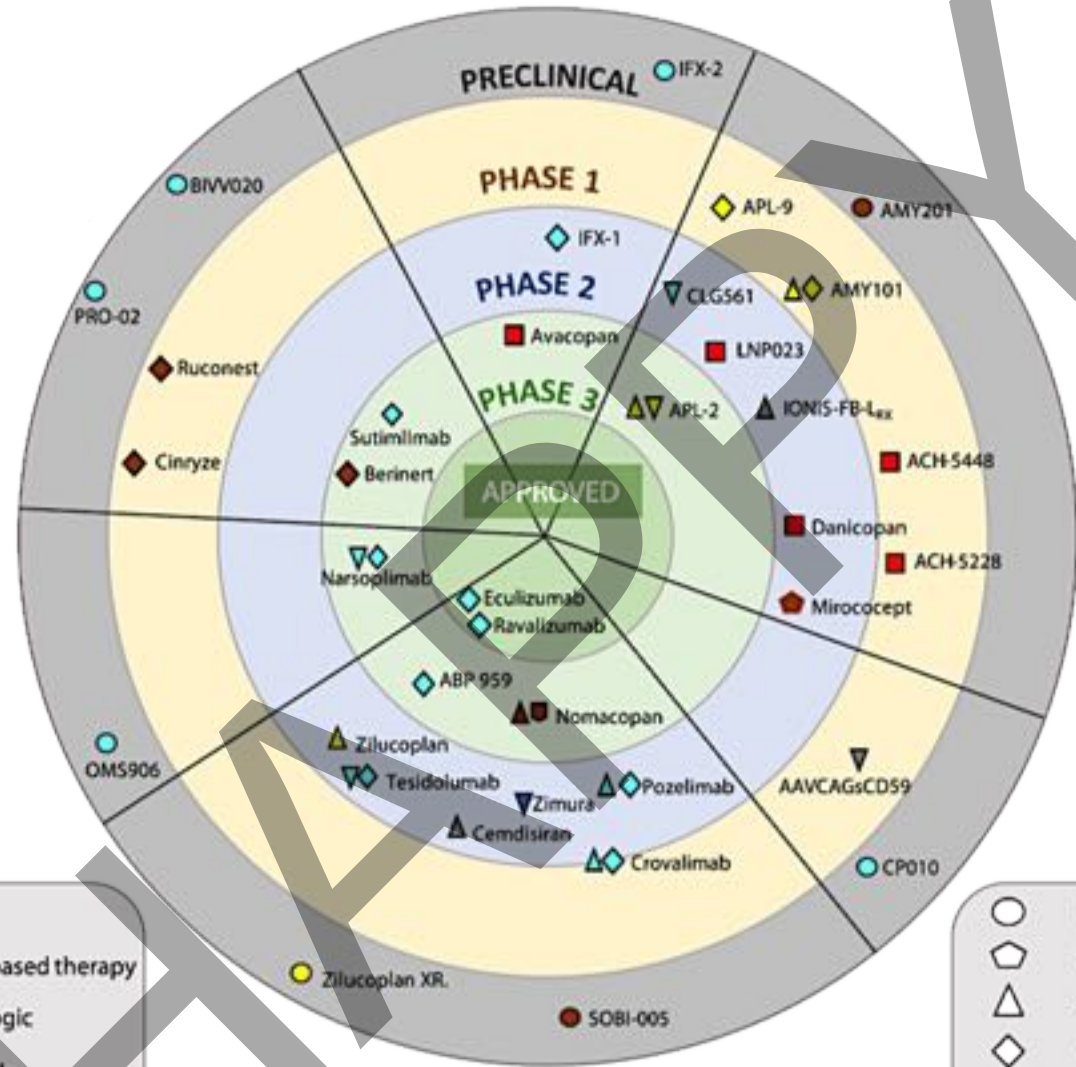 PRECLINICAL
IFX-2
PHASE 1
BIVV020
APL-9
AMY201
IFX-1
PHASE 2
CLG561
AMY101
PRO-02
Avacopan
LNP023
Ruconest
PHASE 3
APL-2
IONIS-FB-LRX
Sutimlimab
Cinryze
Berinert
ACH-5448
APPROVED
Danicopan
ACH-5228
Narsoplimab
Eculizumab
Mirococept
Ravalizumab
ABP 959
Nomacopan
Zilucoplan
OMS906
Tesidolumab
Pozelimab
AAVCAGsCD59
Zimura
Cemdisiran
Crovalimab
CP010
ased therapy
Zilucoplan XR.
gic
SOBI-005
HAPPY